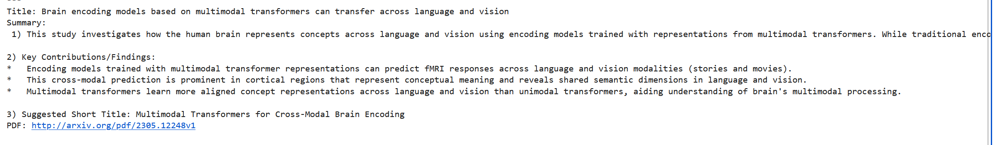 ---
Title: Brain encoding models based on multimodal transformers can transfer across language and vision
Summary:
1) This study investigates how the human brain represents concepts across language and vision using encoding models trained with representations from multimodal transformers. While traditional enco

2) Key Contributions/Findings:
*   Encoding models trained with multimodal transformer representations can predict fMRI responses across language and vision modalities (stories and movies).
*   This cross-modal prediction is prominent in cortical regions that represent conceptual meaning and reveals shared semantic dimensions in language and vision.
*   Multimodal transformers learn more aligned concept representations across language and vision than unimodal transformers, aiding understanding of brain's multimodal processing.

3) Suggested Short Title: Multimodal Transformers for Cross-Modal Brain Encoding
PDF: http://arxiv.org/pdf/2305.12248v1